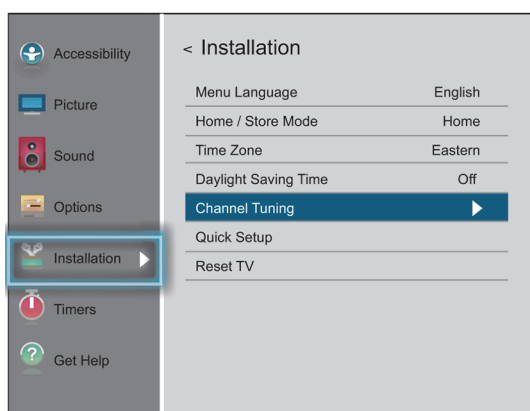 Accessibility
Picture
Sound
Options
Installation
Timers
? Get Help
< Installation
Menu Language English
Home / Store Mode Home
Time Zone Eastern
Daylight Saving Time Off
Channel Tuning
Quick Setup
Reset TV